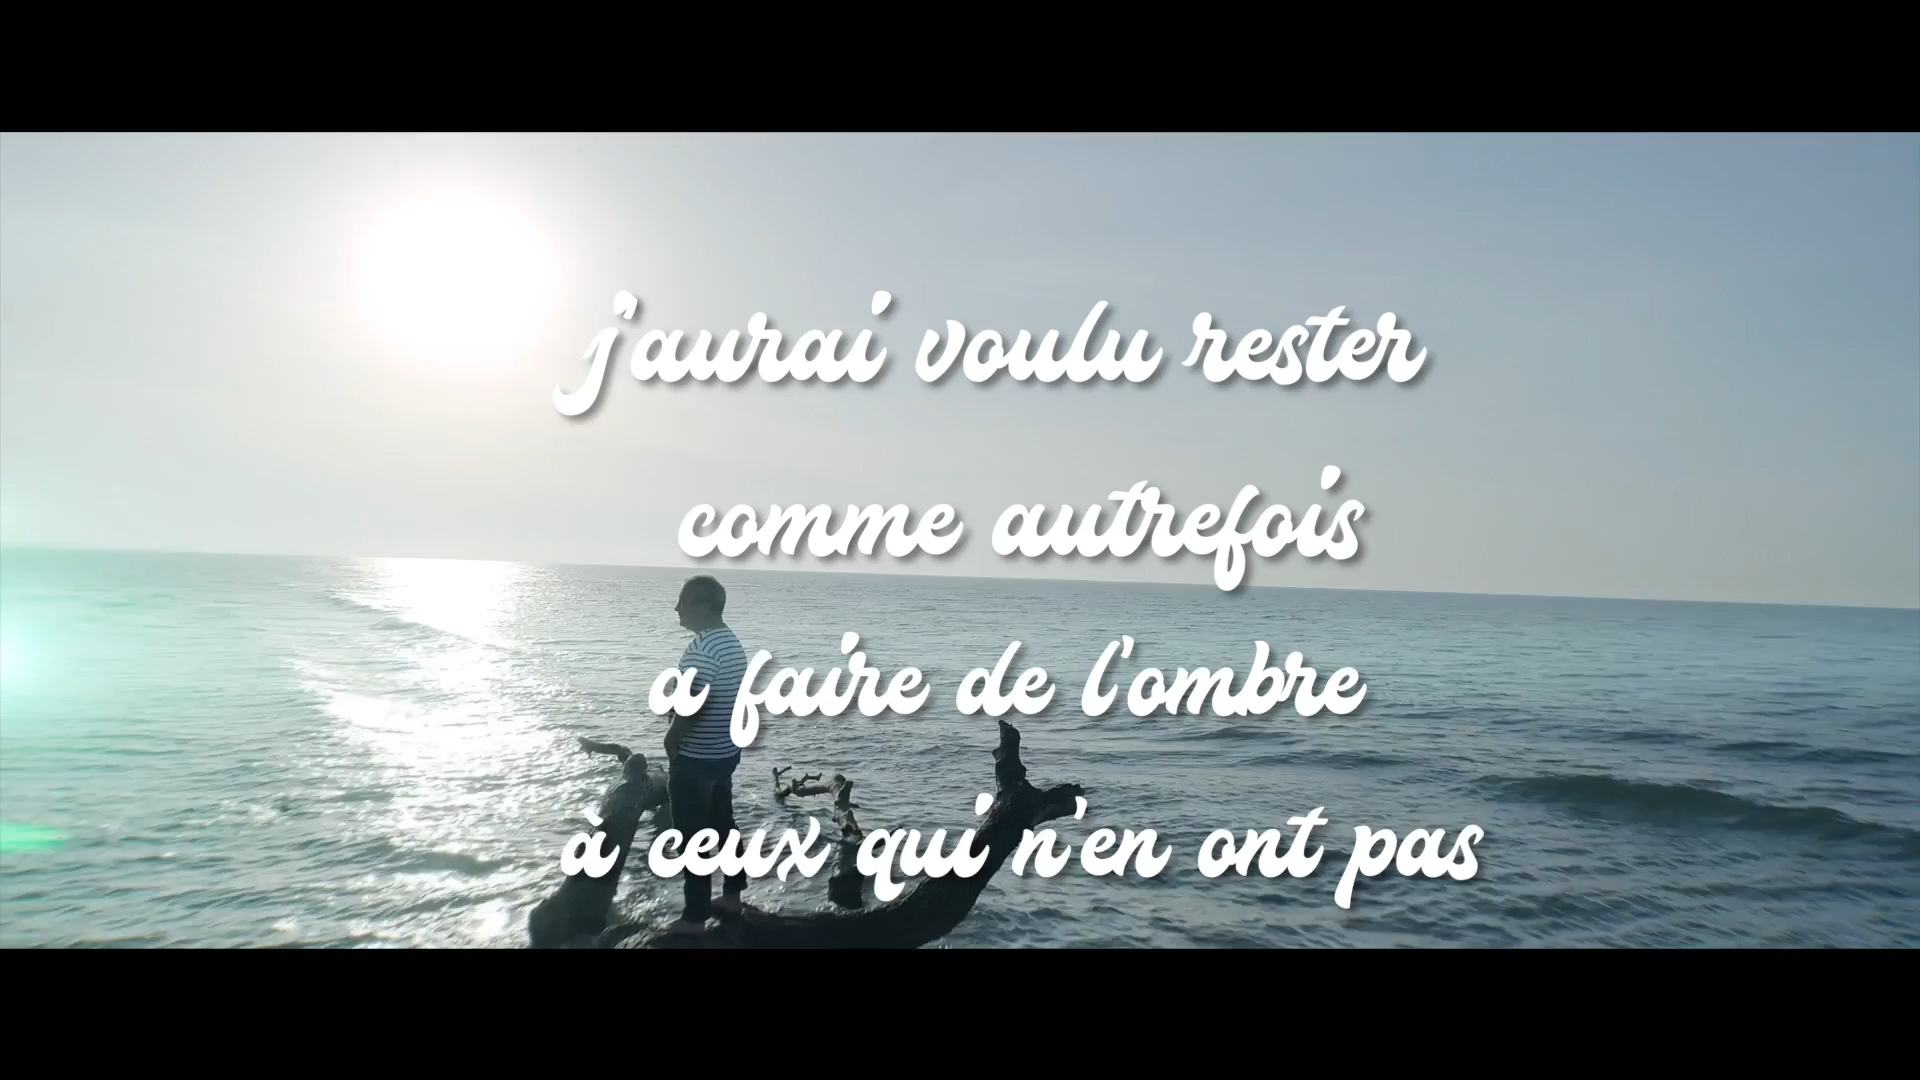 j'aurai voulu rester
comme autrefois
a faire de l'ombre
à ceux qui n'en ont pas